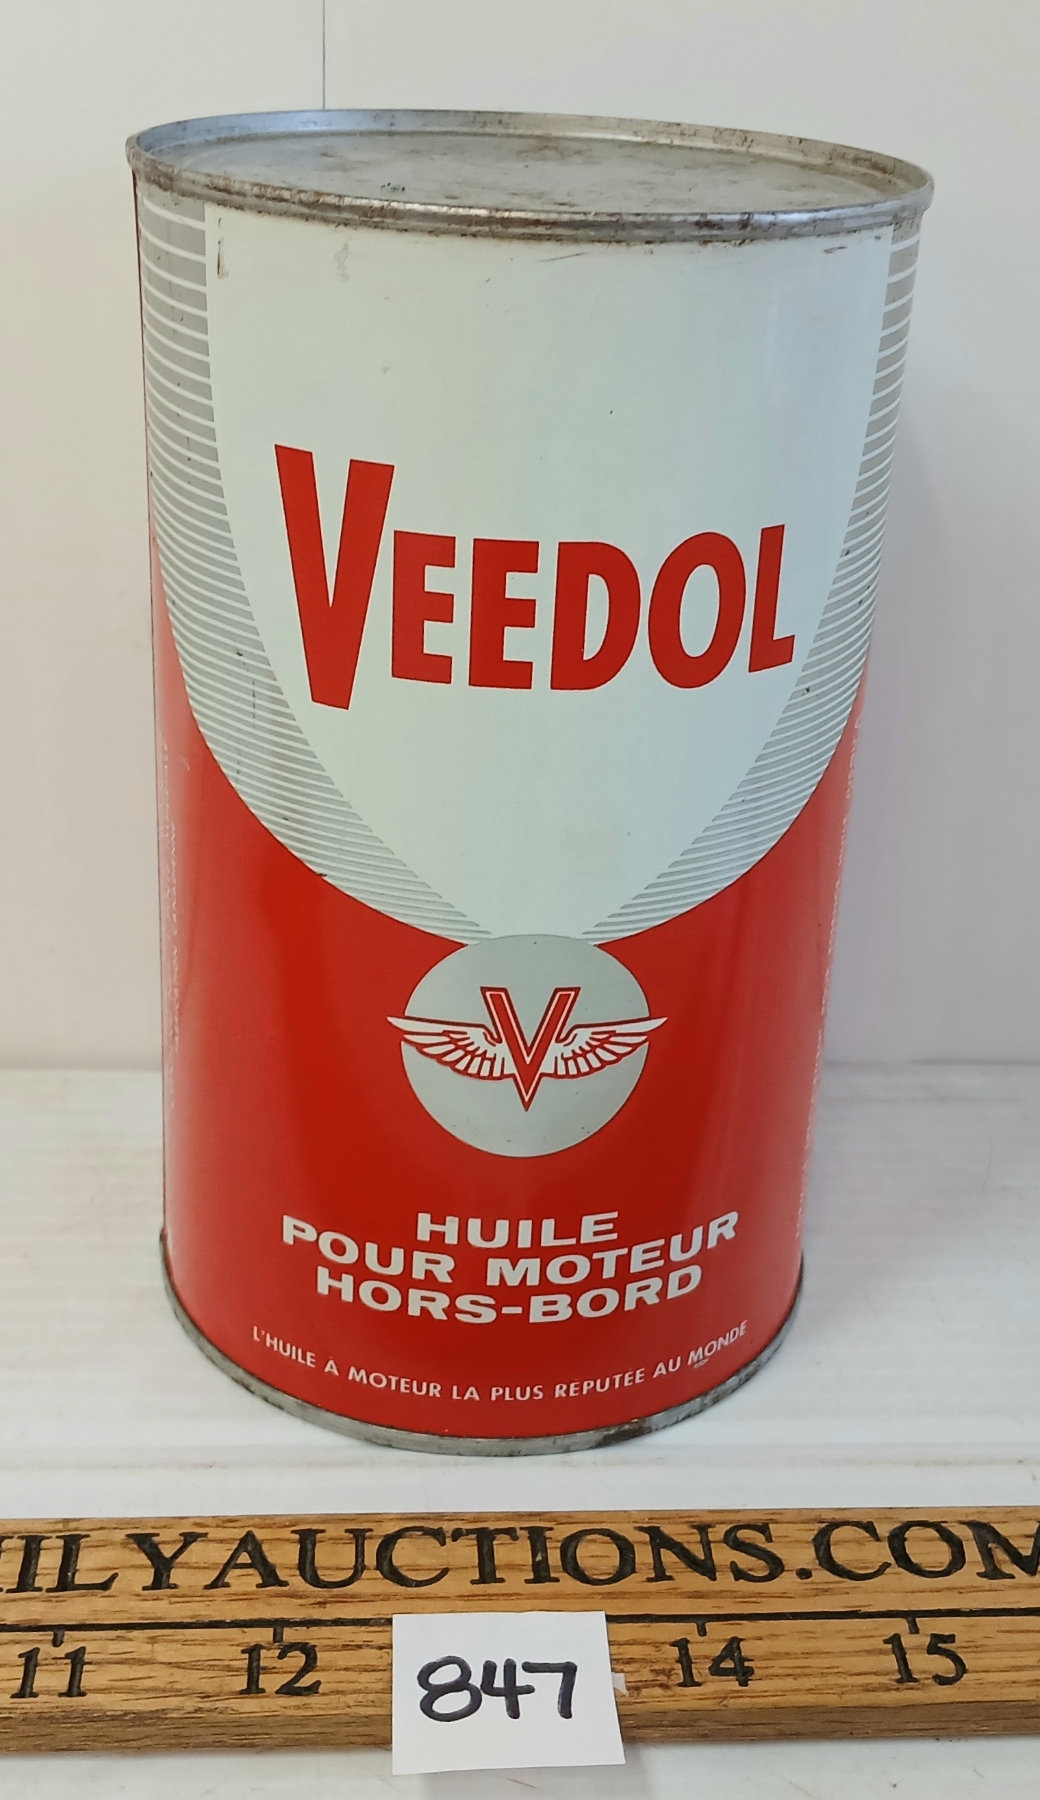 VEEDOL
V
HUILE
POUR MOTEUR
HORS-BORD
L'HUILE À MOTEUR LA PLUS RÉPUTÉE AU MONDE
ILYAUCTIONS.COM
11 12 14 15
847